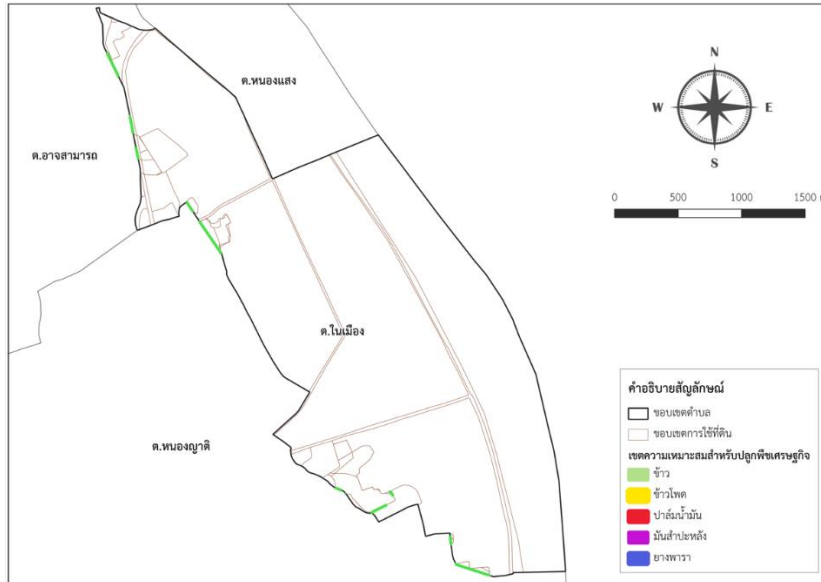 ต.หนองแสง
N
W
E
S
ต.อาจสามารถ
0 500 1000 1500
ต.ในเมือง
ต.หนองญาติ
คำอธิบายสัญลักษณ์
ขอบเขตตำบล
ขอบเขตการใช้ที่ดิน
เขตความเหมาะสมสำหรับปลูกพืชเศรษฐกิจ
ข้าว
ข้าวโพด
ปาล์มน้ำมัน
มันสำปะหลัง
ยางพารา